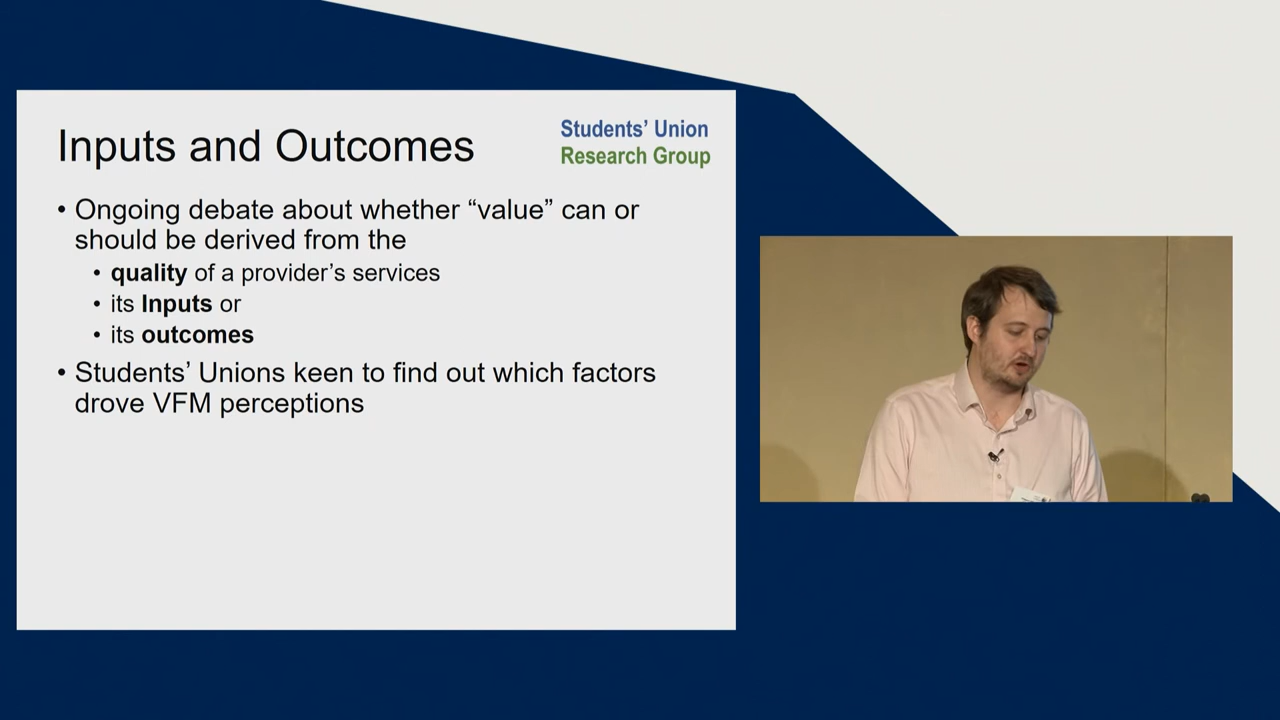 Inputs and Outcomes
Students’ Union
Research Group
• Ongoing debate about whether “value” can or
should be derived from the
• quality of a provider’s services
• its Inputs or
• its outcomes
• Students’ Unions keen to find out which factors
drove VFM perceptions